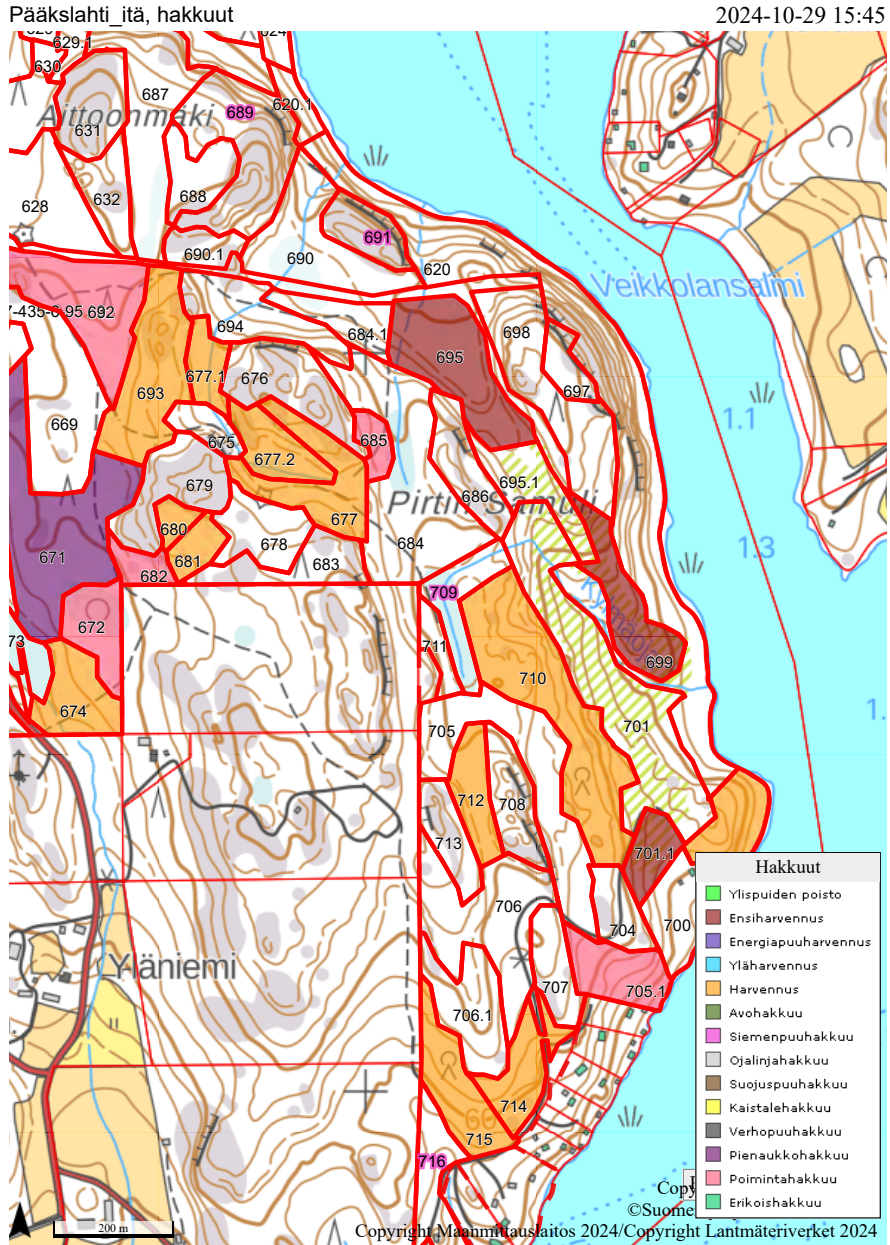 Pääkslahti_itä, hakkuut
2024-10-29 15:45
629.1
630
687
689
620.1
Aittoonmäki
631
632
688
628
691
690.1
690
620
Veikkolansalmi
692
694
684.1
698
695
693
677.1
676
697
669
1.1
675
685
677.2
679
695.1
686
Pirtin Samuli
677
680
678
684
1.3
671
681
683
682
709
672
711
699
710
674
701
705
712
708
713
701.1
706
700
704
Yläniemi
707
705.1
706.1
714
715
716
Hakkuut
Ylispuiden poisto
Ensiharvennus
Energiapuuharvennus
Yläharvennus
Harvennus
Avohakkuu
Siemenpuuhakkuu
Ojalinjahakkuu
Suojuspuuhakkuu
Kaistalehakkuu
Verhopuuhakkuu
Pienaukkohakkuu
Poimintahakkuu
Erikoishakkuu
200 m
Copyright Maanmittauslaitos 2024/Copyright Lantmäteriverket 2024